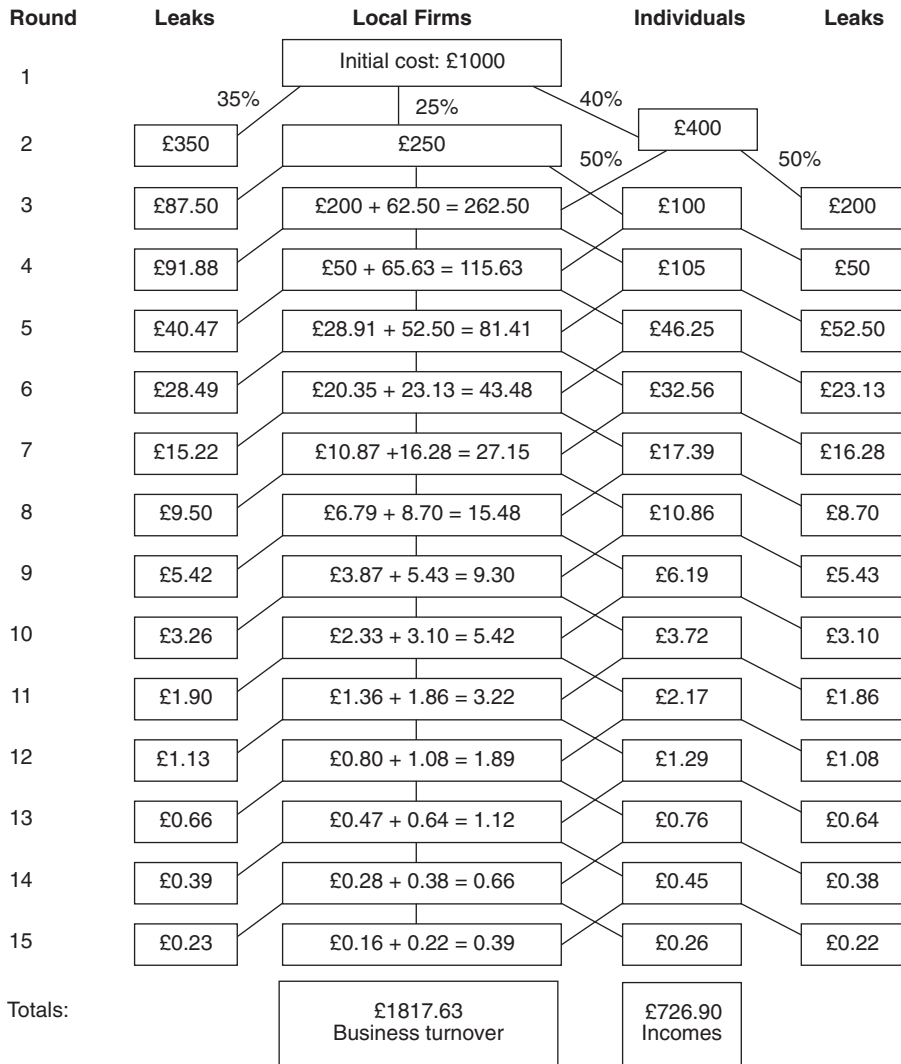 Round Leaks Local Firms Individuals Leaks
1 Initial cost: £1000
35% 25% 40%
2 £350 £250 £400
50% 50%
3 £87.50 £200 + 62.50 = 262.50 £100 £200
4 £91.88 £50 + 65.63 = 115.63 £105 £50
5 £40.47 £28.91 + 52.50 = 81.41 £46.25 £52.50
6 £28.49 £20.35 + 23.13 = 43.48 £32.56 £23.13
7 £15.22 £10.87 +16.28 = 27.15 £17.39 £16.28
8 £9.50 £6.79 + 8.70 = 15.48 £10.86 £8.70
9 £5.42 £3.87 + 5.43 = 9.30 £6.19 £5.43
10 £3.26 £2.33 + 3.10 = 5.42 £3.72 £3.10
11 £1.90 £1.36 + 1.86 = 3.22 £2.17 £1.86
12 £1.13 £0.80 + 1.08 = 1.89 £1.29 £1.08
13 £0.66 £0.47 + 0.64 = 1.12 £0.76 £0.64
14 £0.39 £0.28 + 0.38 = 0.66 £0.45 £0.38
15 £0.23 £0.16 + 0.22 = 0.39 £0.26 £0.22
Totals: £1817.63 £726.90
Business turnover Incomes